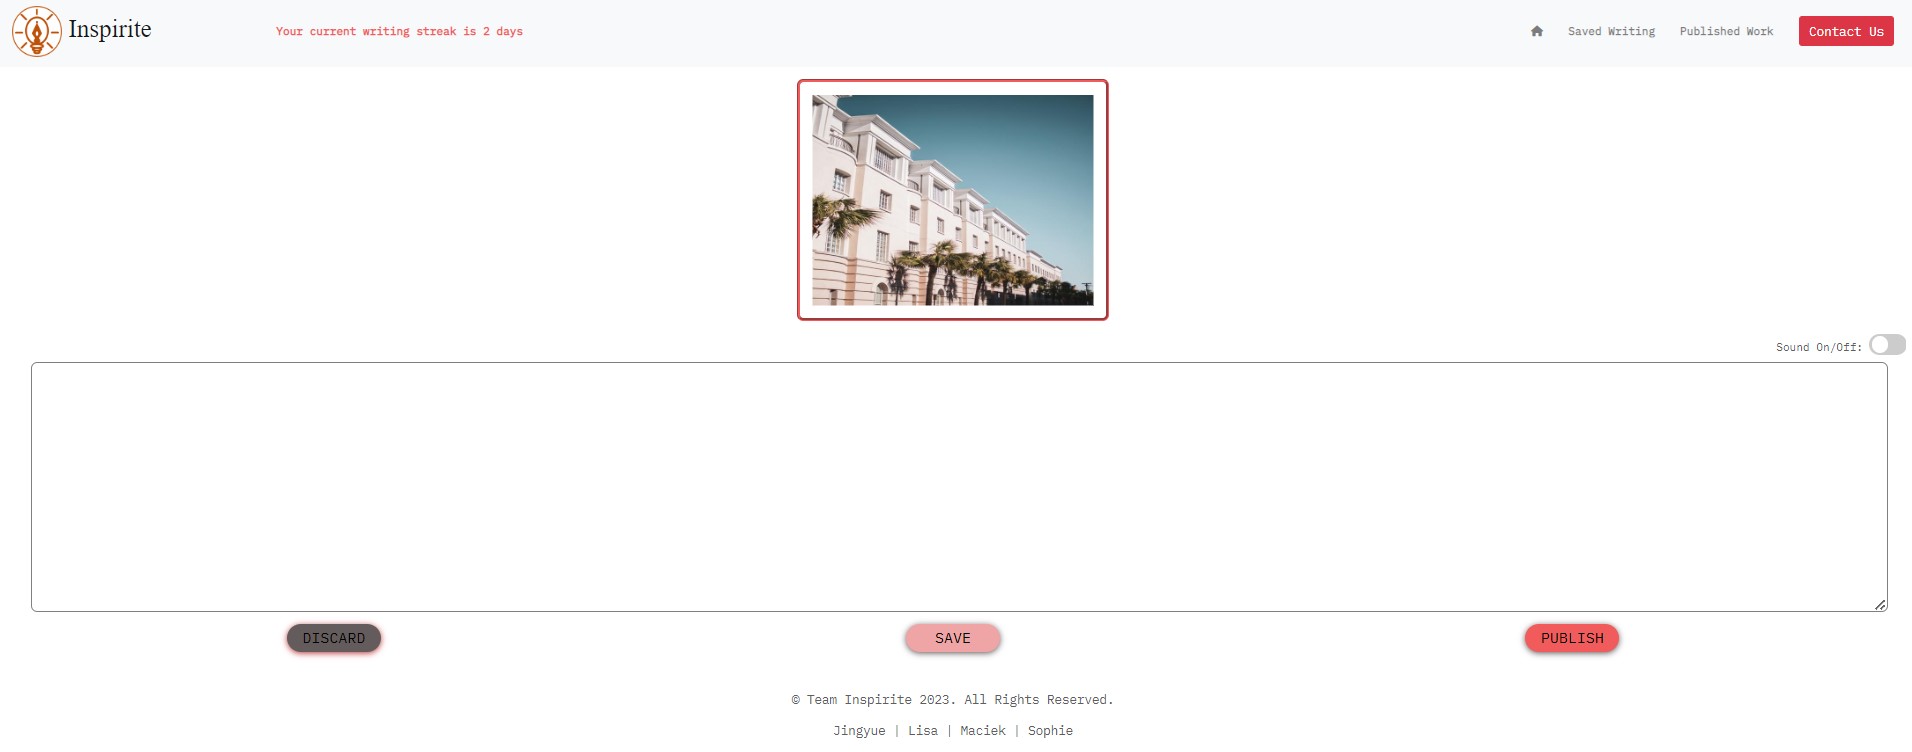 Inspirite
Your current writing streak is 2 days
Saved Writing
Published Work
Contact Us
Sound On/Off:
DISCARD
SAVE
PUBLISH
© Team Inspirite 2023. All Rights Reserved.
Jingyue | Lisa | Maciek | Sophie